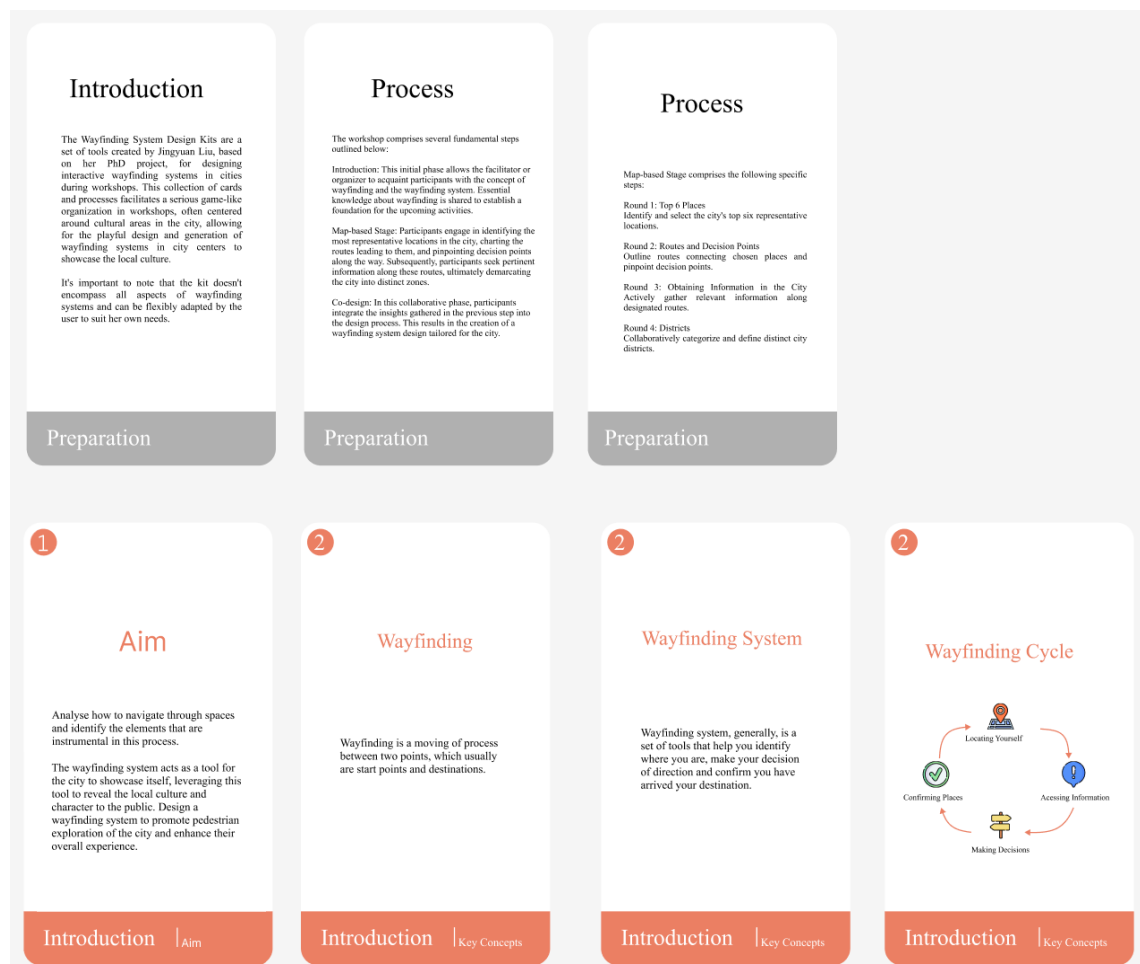 Introduction
The Wayfinding System Design Kits are a
set of tools created by Jingyuan Liu, based
on her PhD project, for designing
interactive wayfinding systems in cities
during workshops. This collection of cards
and processes facilitates a serious game-like
organization in workshops, often centered
around cultural areas in the city, allowing
for the playful design and generation of
wayfinding systems in city centers to
showcase the local culture.
It's important to note that the kit doesn't
encompass all aspects of wayfinding
systems and can be flexibly adapted by the
user to suit her own needs.
Preparation
Process
The workshop comprises several fundamental steps
outlined below:
Introduction: This initial phase allows the facilitator or
organizer to acquaint participants with the concept of
wayfinding and the wayfinding system. Essential
knowledge about wayfinding is shared to establish a
foundation for the upcoming activities.
Map-based Stage: Participants engage in identifying the
most representative locations in the city, charting the
routes leading to them, and pinpointing decision points
along the way. Subsequently, participants seek pertinent
information along these routes, ultimately demarcating
the city into distinct zones.
Co-design: In this collaborative phase, participants
integrate the insights gathered in the previous step into
the design process. This results in the creation of a
wayfinding system design tailored for the city.
Preparation
Process
Map-based Stage comprises the following specific
steps:
Round 1: Top 6 Places
Identify and select the city's top six representative
locations.
Round 2: Routes and Decision Points
Outline routes connecting chosen places and
pinpoint decision points.
Round 3: Obtaining Information in the City
Actively gather relevant information along
designated routes.
Round 4: Districts
Collaboratively categorize and define distinct city
districts.
Preparation
1
Aim
Analyse how to navigate through spaces
and identify the elements that are
instrumental in this process.
The wayfinding system acts as a tool for
the city to showcase itself, leveraging this
tool to reveal the local culture and
character to the public. Design a
wayfinding system to promote pedestrian
exploration of the city and enhance their
overall experience.
Introduction | Aim
2
Wayfinding
Wayfinding is a moving of process
between two points, which usually
are start points and destinations.
Introduction | Key Concepts
2
Wayfinding System
Wayfinding system, generally, is a
set of tools that help you identify
where you are, make your decision
of direction and confirm you have
arrived your destination.
Introduction | Key Concepts
2
Wayfinding Cycle
Locating Yourself
Confirming Places
Acessing Information
Making Decisions
Introduction | Key Concepts